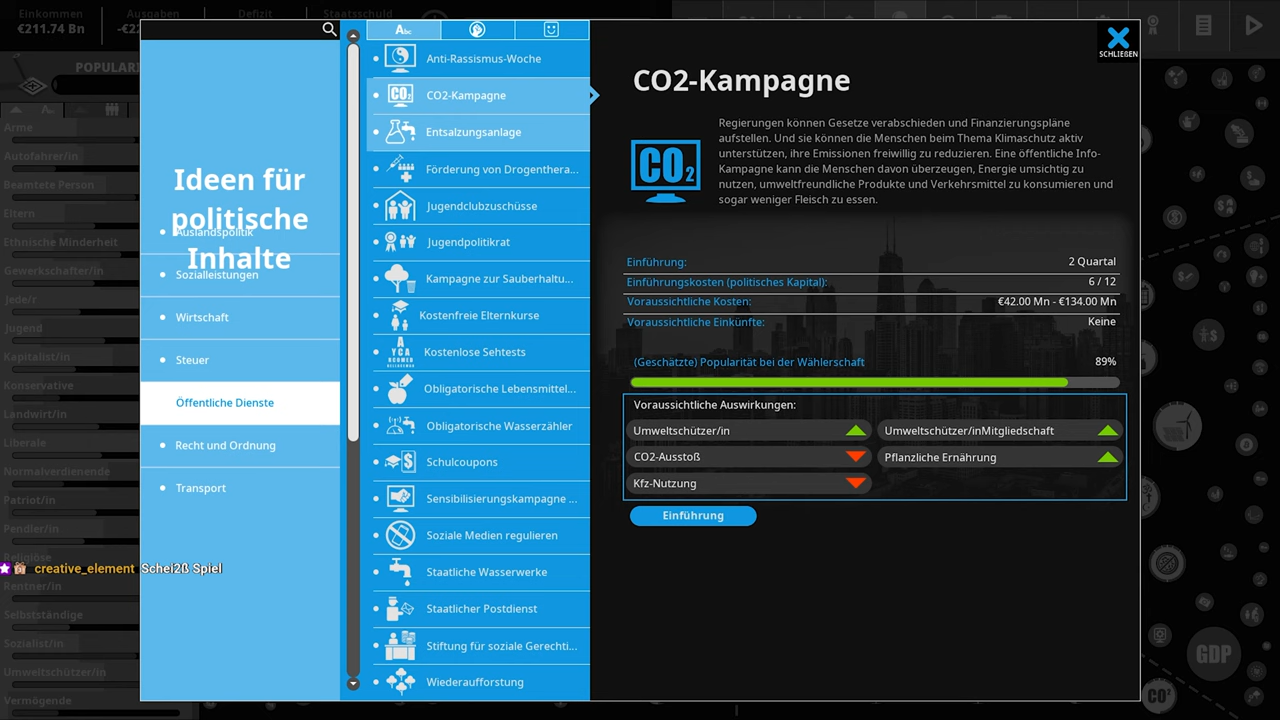 Einkommen
Ausgaben
Defizit
Staatsschuld
€211.74 Bn
SCHLIEẞEN
POPULARI
Arme
Autofahrer/in
Beamtete Person
Eltern
Ethnische Minderheit
Gewerkschafter/in
Jede/r
Jugend
Kapitalist/in
Konservative
Landwirt/in
Liberale
Normalverdienende
Patriot/in
Pendler/in
Religiöse
Rentner/in
Selbstständige
Sozialist/in
Umweltschützer/in
Vermögende
creative_element Schei2ß Spiel
Ideen für
politische
Inhalte
Auslandspolitik
Sozialleistungen
Wirtschaft
Steuer
Öffentliche Dienste
Recht und Ordnung
Transport
Abc
Anti-Rassismus-Woche
CO2-Kampagne
Entsalzungsanlage
Förderung von Drogenthera...
Jugendclubzuschüsse
Jugendpolitikrat
Kampagne zur Sauberhaltu...
Kostenfreie Elternkurse
Kostenlose Sehtests
Obligatorische Lebensmittel...
Obligatorische Wasserzähler
Schulcoupons
Sensibilisierungskampagne ...
Soziale Medien regulieren
Staatliche Wasserwerke
Staatlicher Postdienst
Stiftung für soziale Gerechti...
Wiederaufforstung
CO2-Kampagne
CO2
Regierungen können Gesetze verabschieden und Finanzierungspläne
aufstellen. Und sie können die Menschen beim Thema Klimaschutz aktiv
unterstützen, ihre Emissionen freiwillig zu reduzieren. Eine öffentliche Info-
Kampagne kann die Menschen davon überzeugen, Energie umsichtig zu
nutzen, umweltfreundliche Produkte und Verkehrsmittel zu konsumieren und
sogar weniger Fleisch zu essen.
Einführung: 2 Quartal
Einführungskosten (politisches Kapital): 6 / 12
Voraussichtliche Kosten: €42.00 Mn - €134.00 Mn
Voraussichtliche Einkünfte: Keine
(Geschätzte) Popularität bei der Wählerschaft 89%
Voraussichtliche Auswirkungen:
Umweltschützer/in
Umweltschützer/inMitgliedschaft
CO2-Ausstoß
Pflanzliche Ernährung
Kfz-Nutzung
Einführung
GDP
CO2